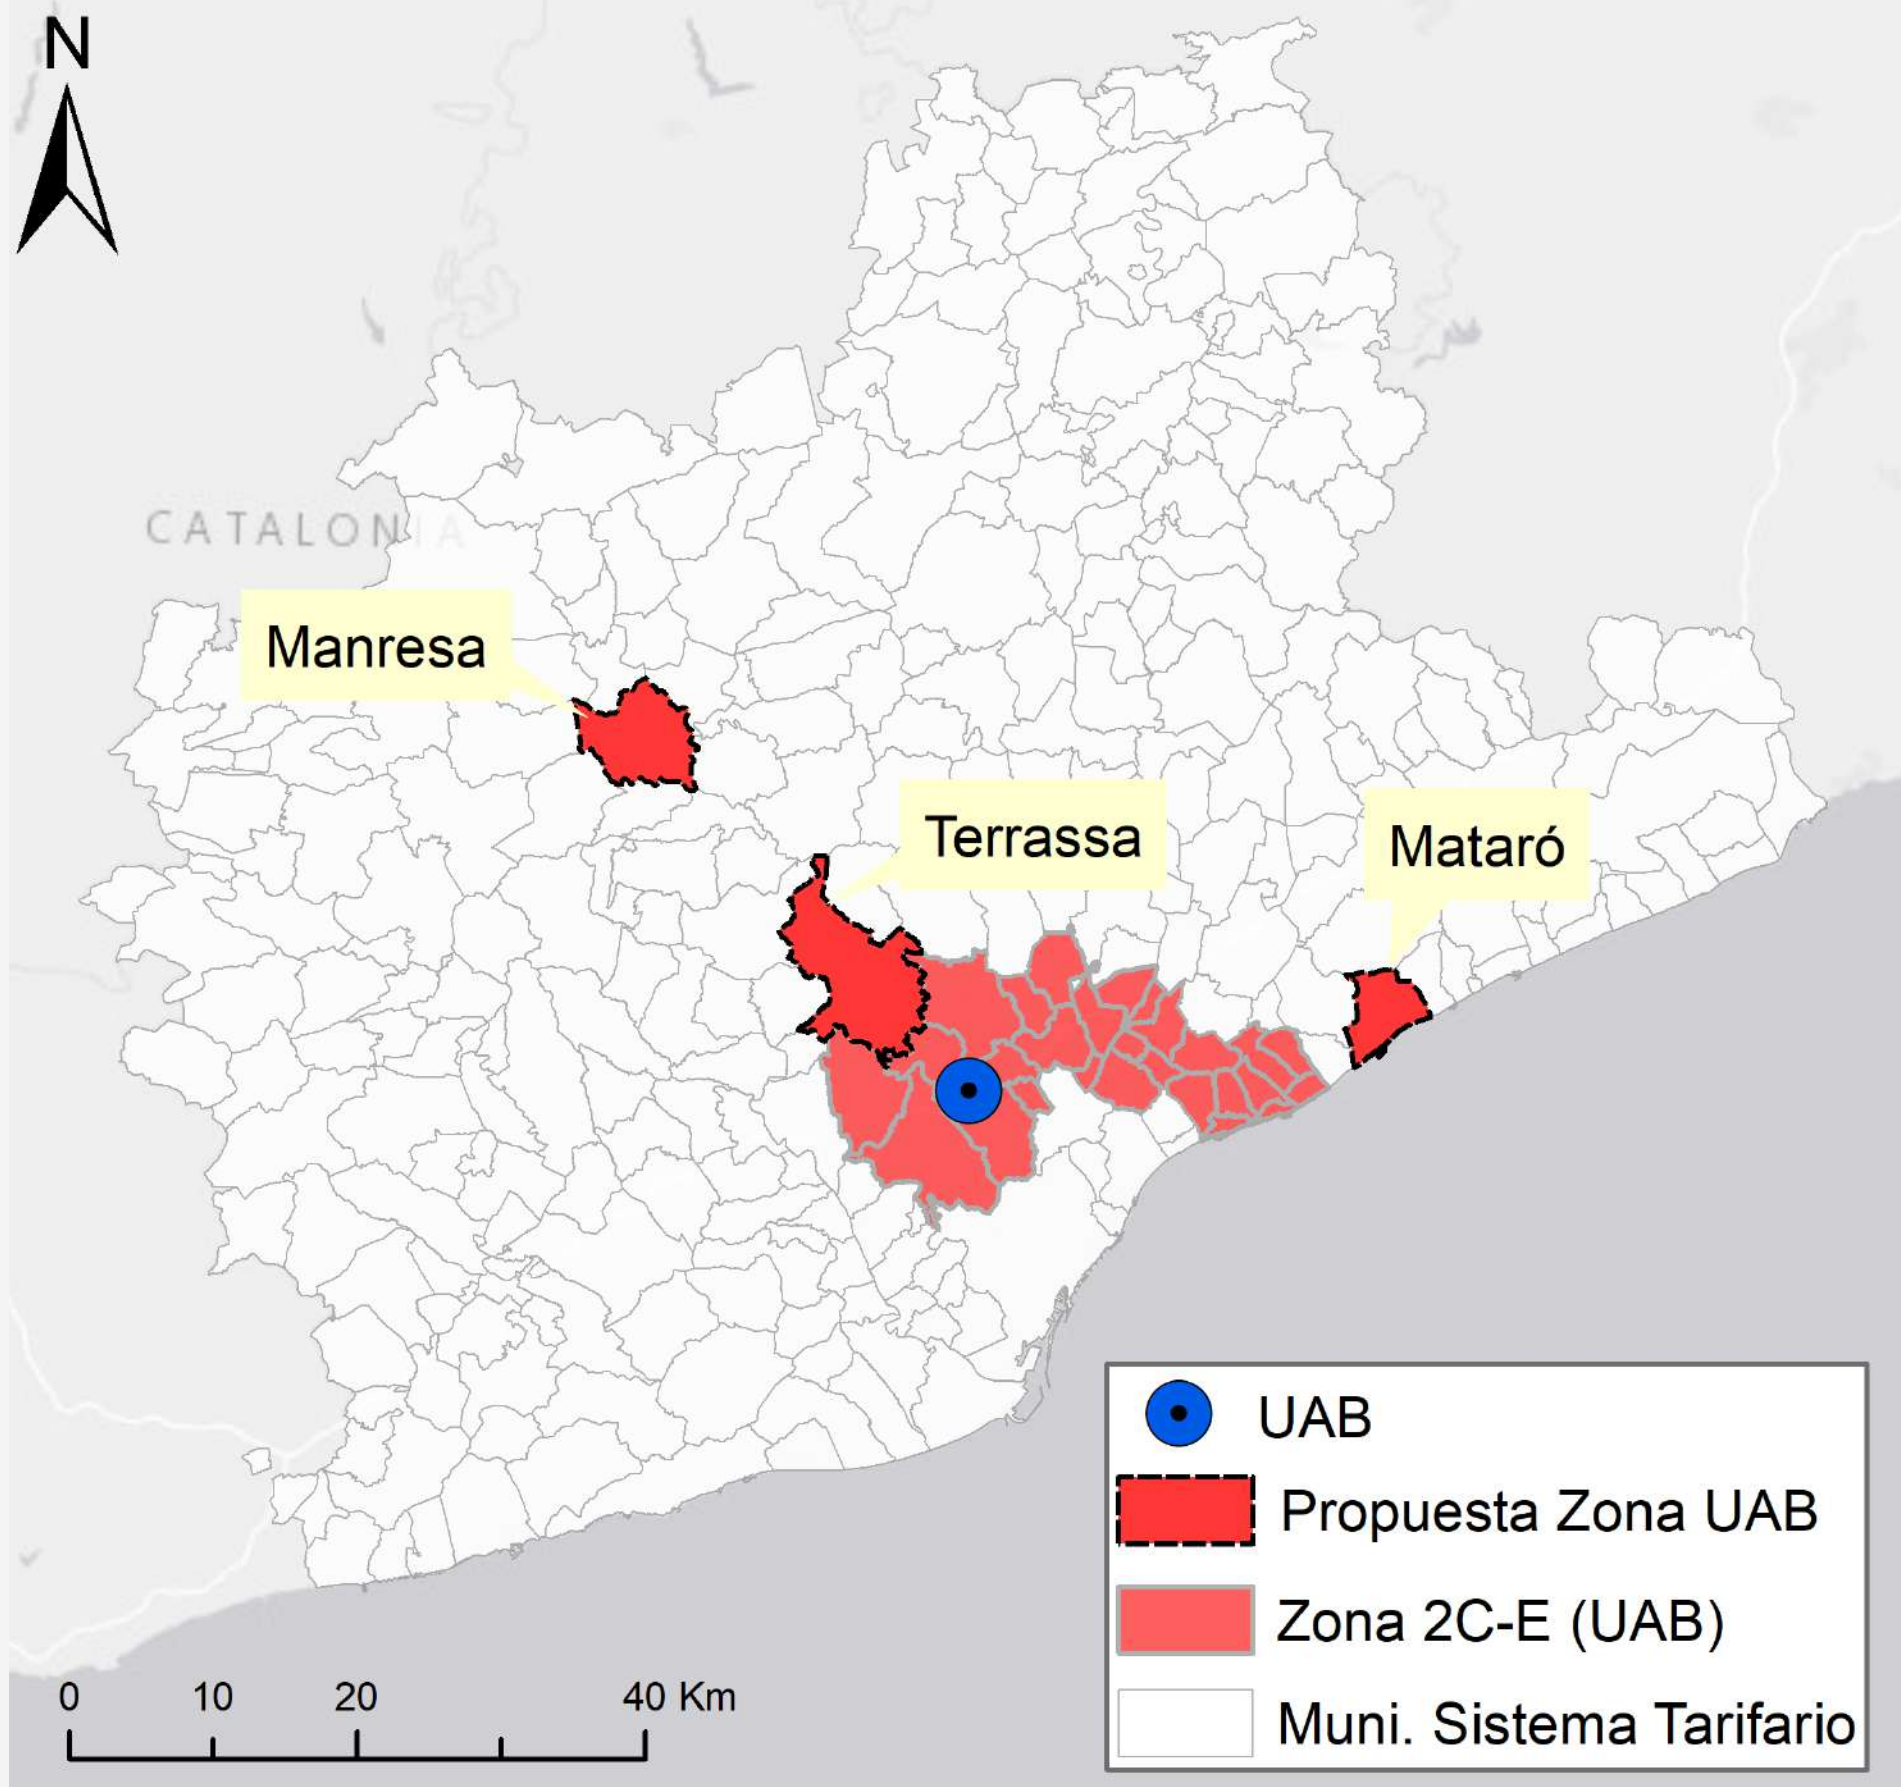 N
CATALONIA
Manresa
Terrassa
Mataró
UAB
Propuesta Zona UAB
Zona 2C-E (UAB)
Muni. Sistema Tarifario
0 10 20 40 Km